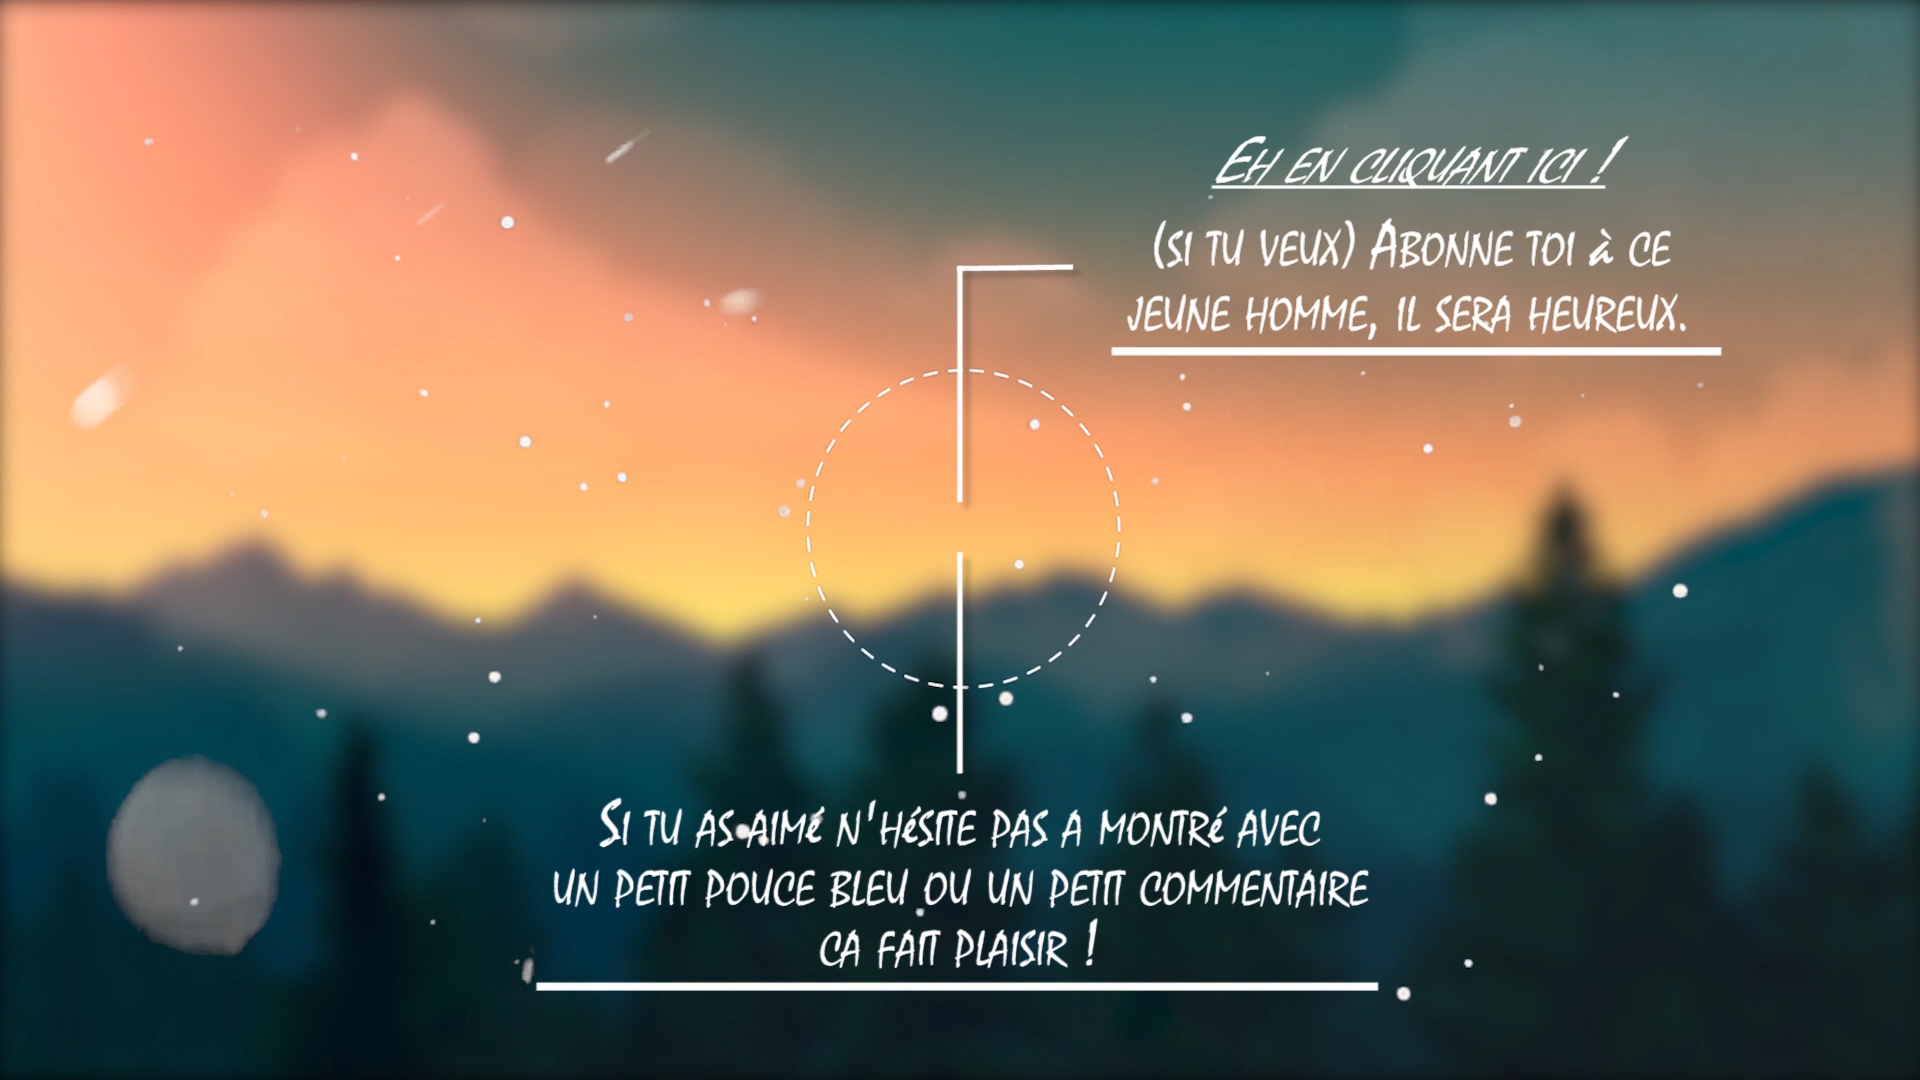 Eh en cliquant ici !
(si tu veux) Abonne toi à ce
jeune homme, il sera heureux.
Si tu as aimé n'hésite pas a montré avec
un petit pouce bleu ou un petit commentaire
ca fait plaisir !